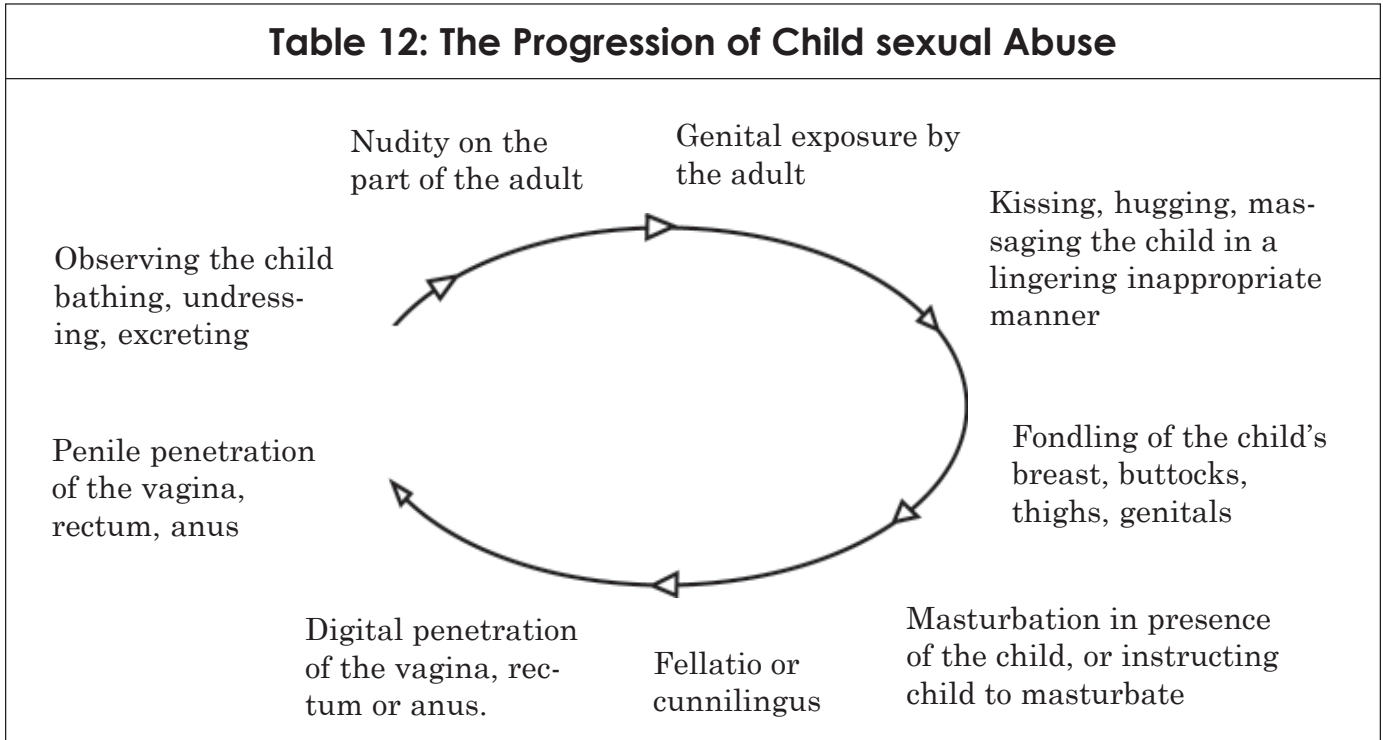 Table 12: The Progression of Child sexual Abuse
Observing the child
bathing, undress-
ing, excreting
Nudity on the
part of the adult
Genital exposure by
the adult
Kissing, hugging, mas-
saging the child in a
lingering inappropriate
manner
Fondling of the child’s
breast, buttocks,
thighs, genitals
Masturbation in presence
of the child, or instructing
child to masturbate
Fellatio or
cunnilingus
Digital penetration
of the vagina, rec-
tum or anus.
Penile penetration
of the vagina,
rectum, anus